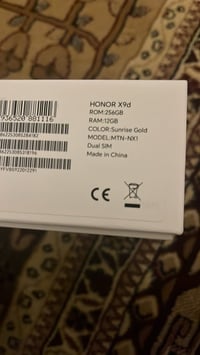 HONOR X9d
ROM:256GB
RAM:12GB
COLOR:Sunrise Gold
MODEL:MTN-NX1
Dual SIM
Made in China
936520 881116
CE